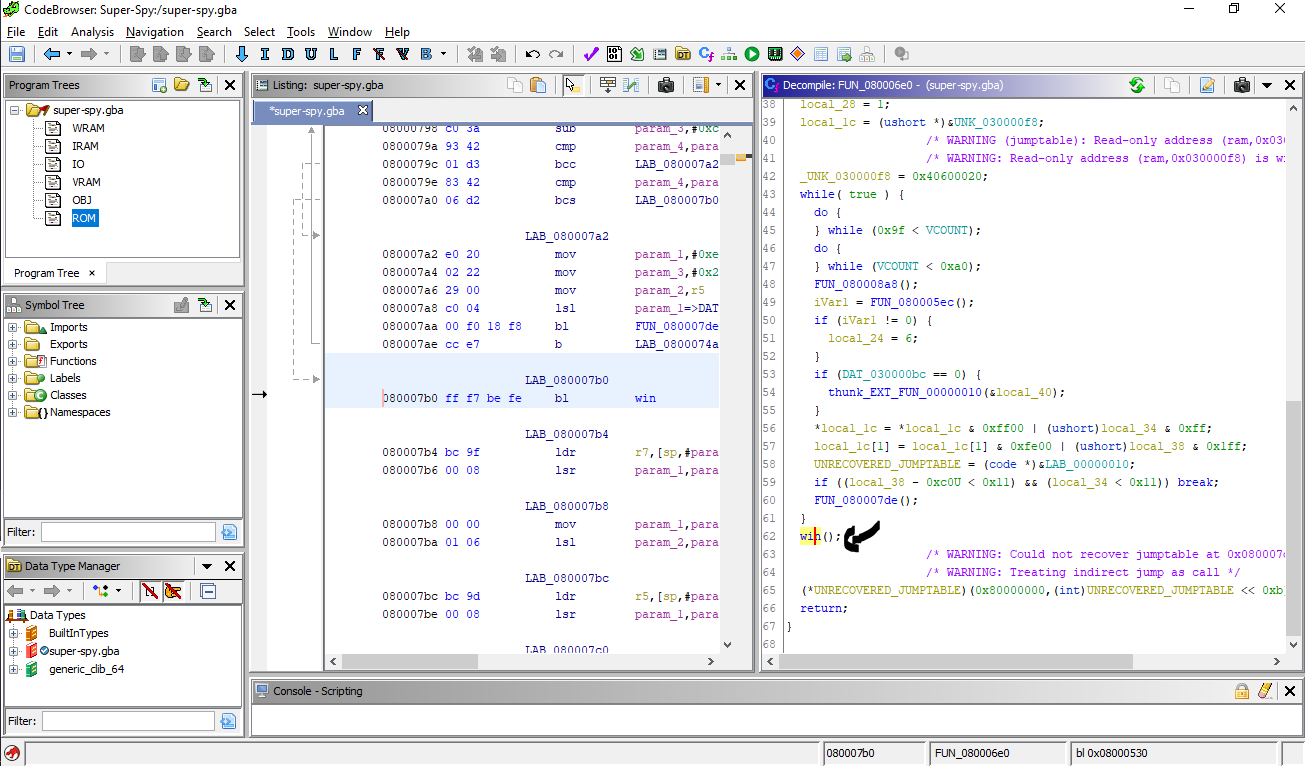 CodeBrowser: Super-Spy:/super-spy.gba
File Edit Analysis Navigation Search Select Tools Window Help
I D U L F R V B
Program Trees
super-spy.gba
WRAM
IRAM
IO
VRAM
OBJ
ROM
Program Tree ×
Symbol Tree
Imports
Exports
Functions
Labels
Classes
Namespaces
Filter:
Data Type Manager
Data Types
BuiltInTypes
super-spy.gba
generic_clib_64
Filter:
Listing: super-spy.gba
*super-spy.gba
08000798 c0 3a sub param_3,#0xc
0800079a 93 42 cmp param_4,para
0800079c 01 d3 bcc LAB_080007a2
0800079e 83 42 cmp param_4,para
080007a0 06 d2 bcs LAB_080007b0
LAB_080007a2
080007a2 e0 20 mov param_1,#0xe
080007a4 02 22 mov param_3,#0x2
080007a6 29 00 mov param_2,r5
080007a8 c0 04 lsl param_1=>DAT
080007aa 00 f0 18 f8 bl FUN_080007de
080007ae cc e7 b LAB_0800074a
LAB_080007b0
080007b0 ff f7 be fe bl win
LAB_080007b4
080007b4 bc 9f ldr r7,[sp,#para
080007b6 00 08 lsr param_1,para
LAB_080007b8
080007b8 00 00 mov param_1,para
080007ba 01 06 lsl param_2,para
LAB_080007bc
080007bc bc 9d ldr r5,[sp,#para
080007be 00 08 lsr param_1,para
LAB_080007c0
Decompile: FUN_080006e0 - (super-spy.gba)
38 local_28 = 1;
39 local_1c = (ushort *)&UNK_030000f8;
40 /* WARNING (jumptable): Read-only address (ram,0x030
41 /* WARNING: Read-only address (ram,0x030000f8) is w
42 _UNK_030000f8 = 0x40600020;
43 while( true ) {
44 do {
45 } while (0x9f < VCOUNT);
46 do {
47 } while (VCOUNT < 0xa0);
48 FUN_080008a8();
49 iVar1 = FUN_080005ec();
50 if (iVar1 != 0) {
51 local_24 = 6;
52 }
53 if (DAT_030000bc == 0) {
54 thunk_EXT_FUN_00000010(&local_40);
55 }
56 *local_1c = *local_1c & 0xff00 | (ushort)local_34 & 0xff;
57 local_1c[1] = local_1c[1] & 0xfe00 | (ushort)local_38 & 0x1ff;
58 UNRECOVERED_JUMPTABLE = (code *)&LAB_00000010;
59 if ((local_38 - 0xc0U < 0x11) && (local_34 < 0x11)) break;
60 FUN_080007de();
61 }
62 win();
63 /* WARNING: Could not recover jumptable at 0x080007c
64 /* WARNING: Treating indirect jump as call */
65 (*UNRECOVERED_JUMPTABLE)(0x80000000,(int)UNRECOVERED_JUMPTABLE << 0xb
66 return;
67 }
68
Console - Scripting
080007b0 FUN_080006e0 bl 0x08000530